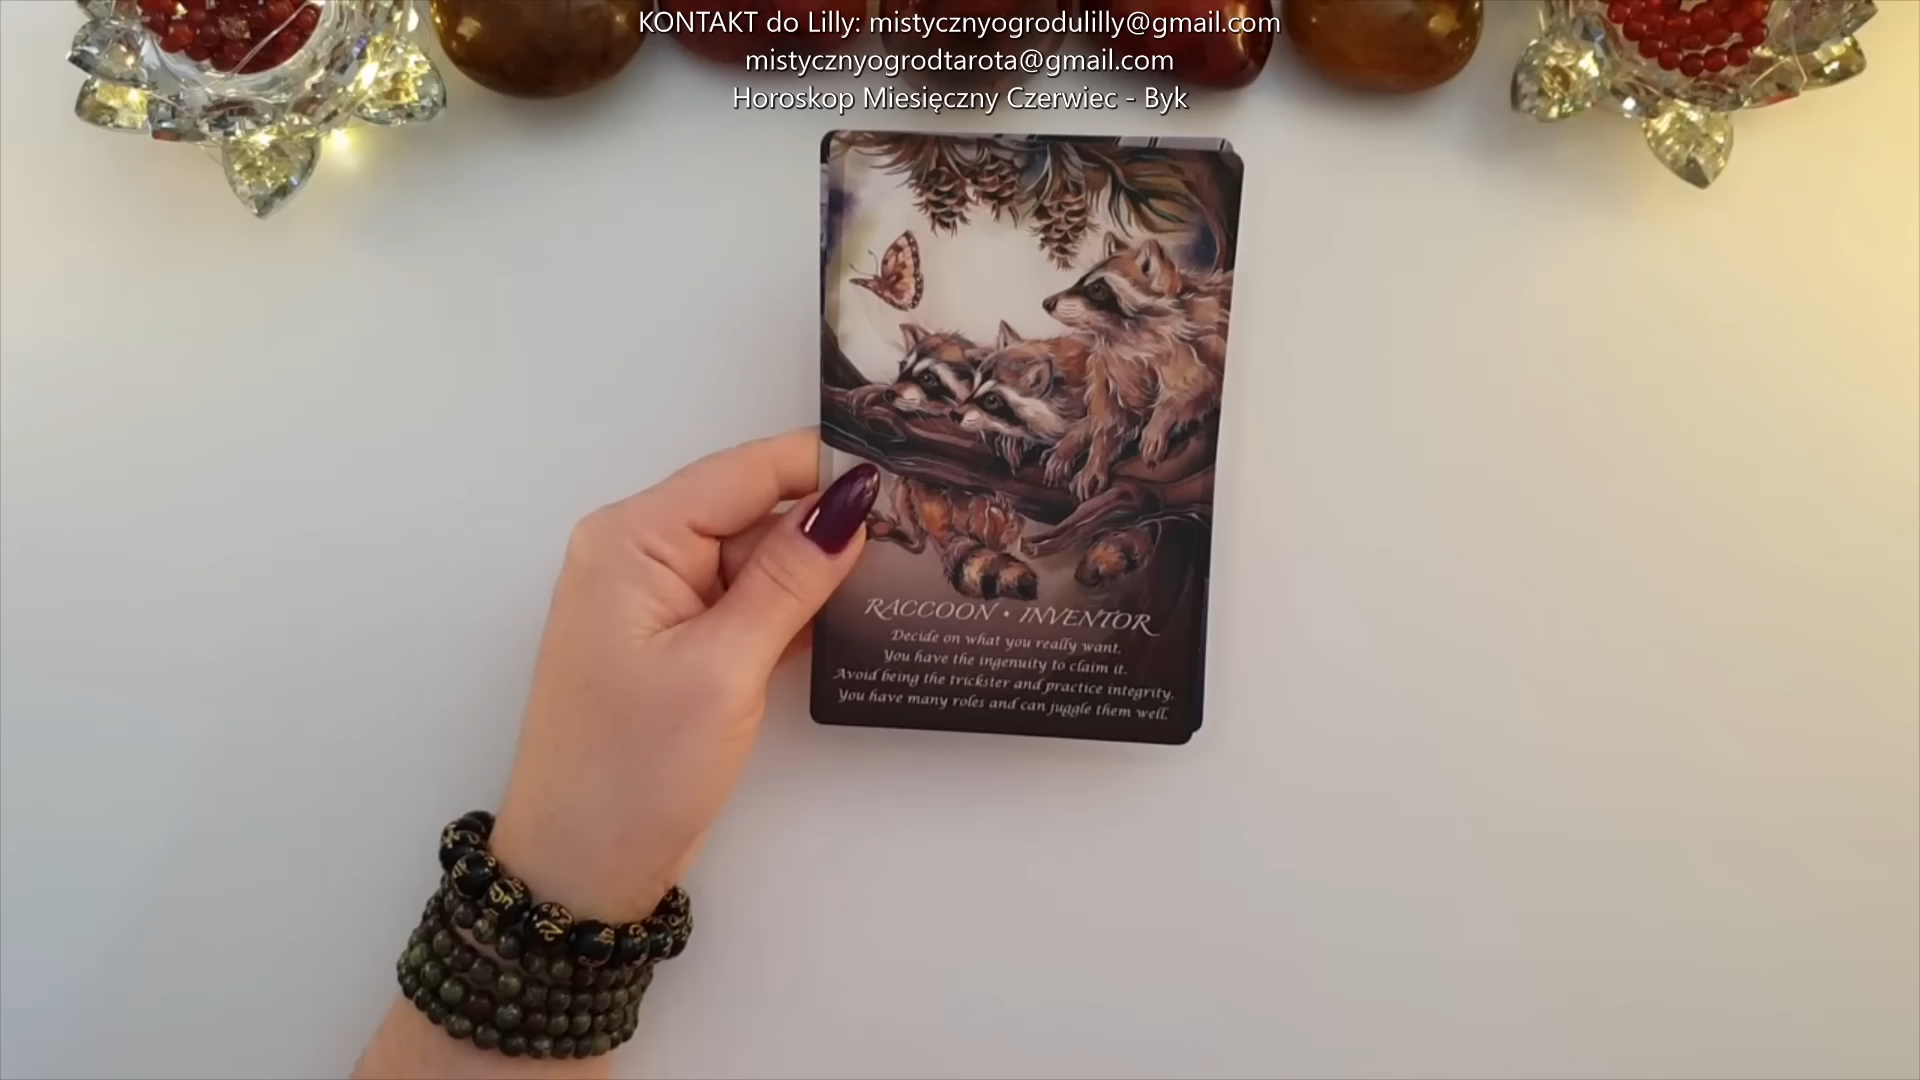 KONTAKT do Lilly: mistycznyogrodulilly@gmail.com
mistycznyogrodtarota@gmail.com
Horoskop Miesięczny Czerwiec - Byk
RACCOON • INVENTOR
Decide on what you really want.
You have the ingenuity to claim it.
Avoid being the trickster and practice integrity.
You have many roles and can juggle them well.